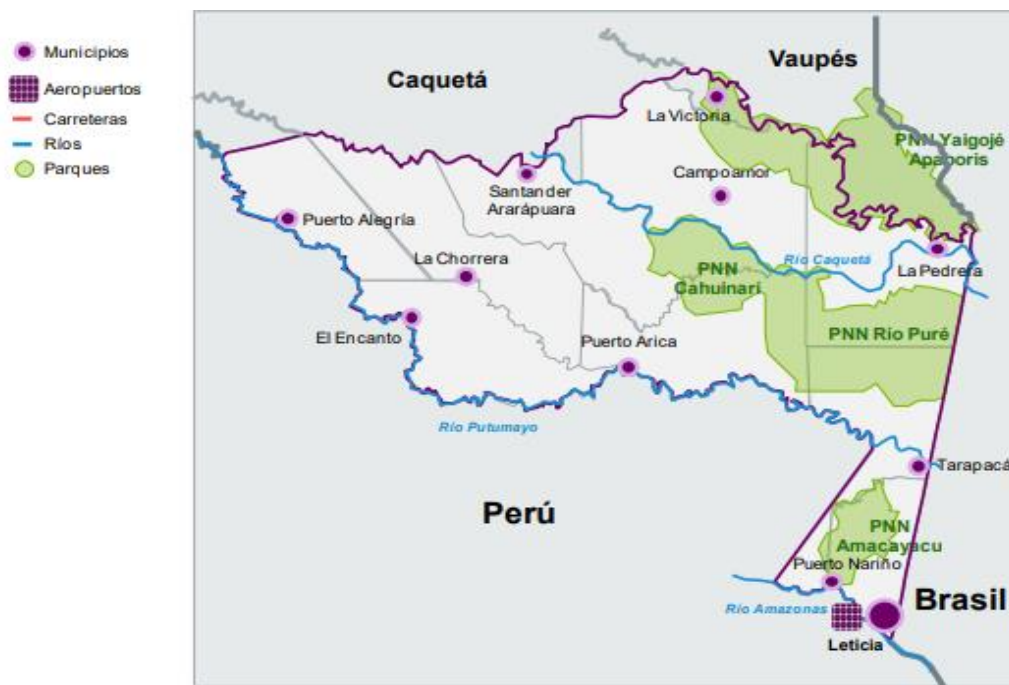 Municipios
Aeropuertos
Carreteras
Ríos
Parques
Caquetá
Vaupés
La Victoria
PNN Yaigojé
Apaporis
Campoamor
Santander
Ararápuara
Puerto Alegría
La Chorrera
Río Caquetá
La Pedrera
PNN
Cahuinari
El Encanto
Puerto Arica
PNN Río Puré
Río Putumayo
Tarapacá
Perú
PNN
Amacayacu
Puerto Nariño
Río Amazonas
Brasil
Leticia